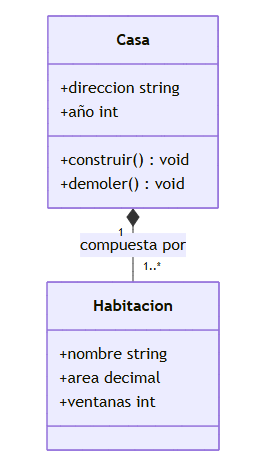 Casa
+direccion string
+año int
+construir() : void
+demoler() : void
1
compuesta por
1..*
Habitacion
+nombre string
+area decimal
+ventanas int